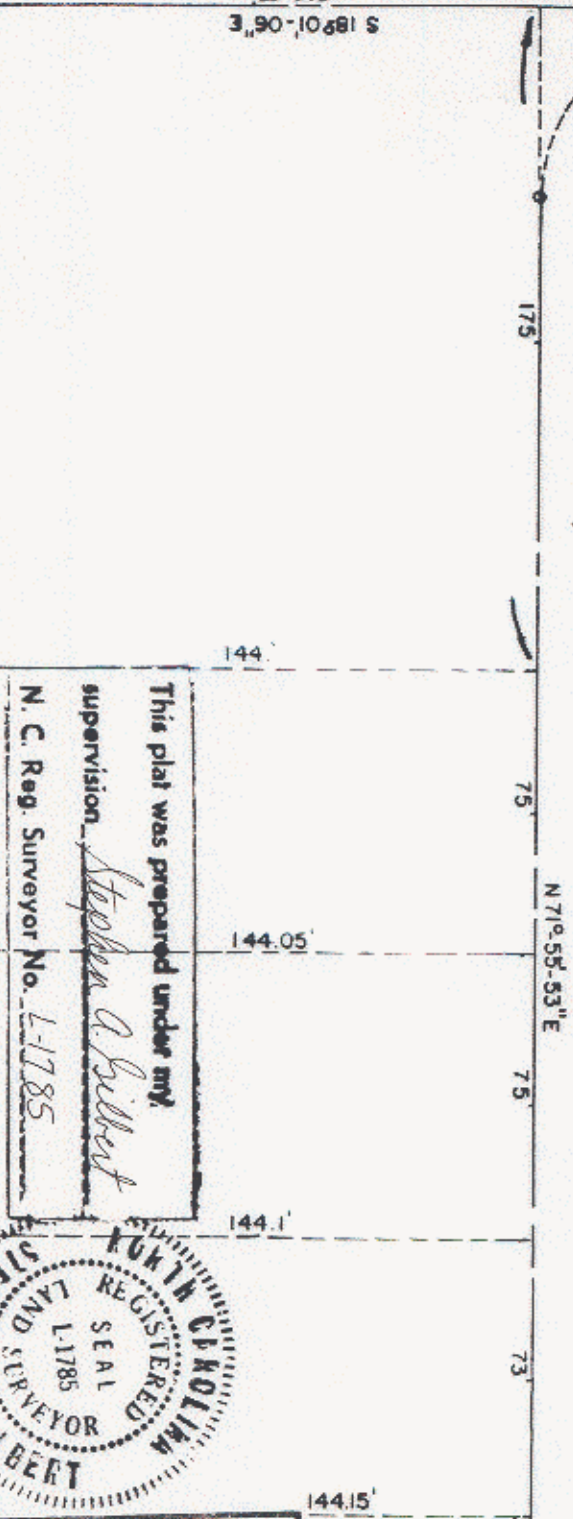 S 18°01'-06"E
175'
144'
75'
N 71°-55'-53"E
144.05'
75'
144.1'
73'
144.15'
This plat was prepared under my
supervision Stephen A. Gilbert
N. C. Reg. Surveyor No. L-1785
NORTH CAROLINA
REGISTERED
SEAL
L-1785
LAND SURVEYOR